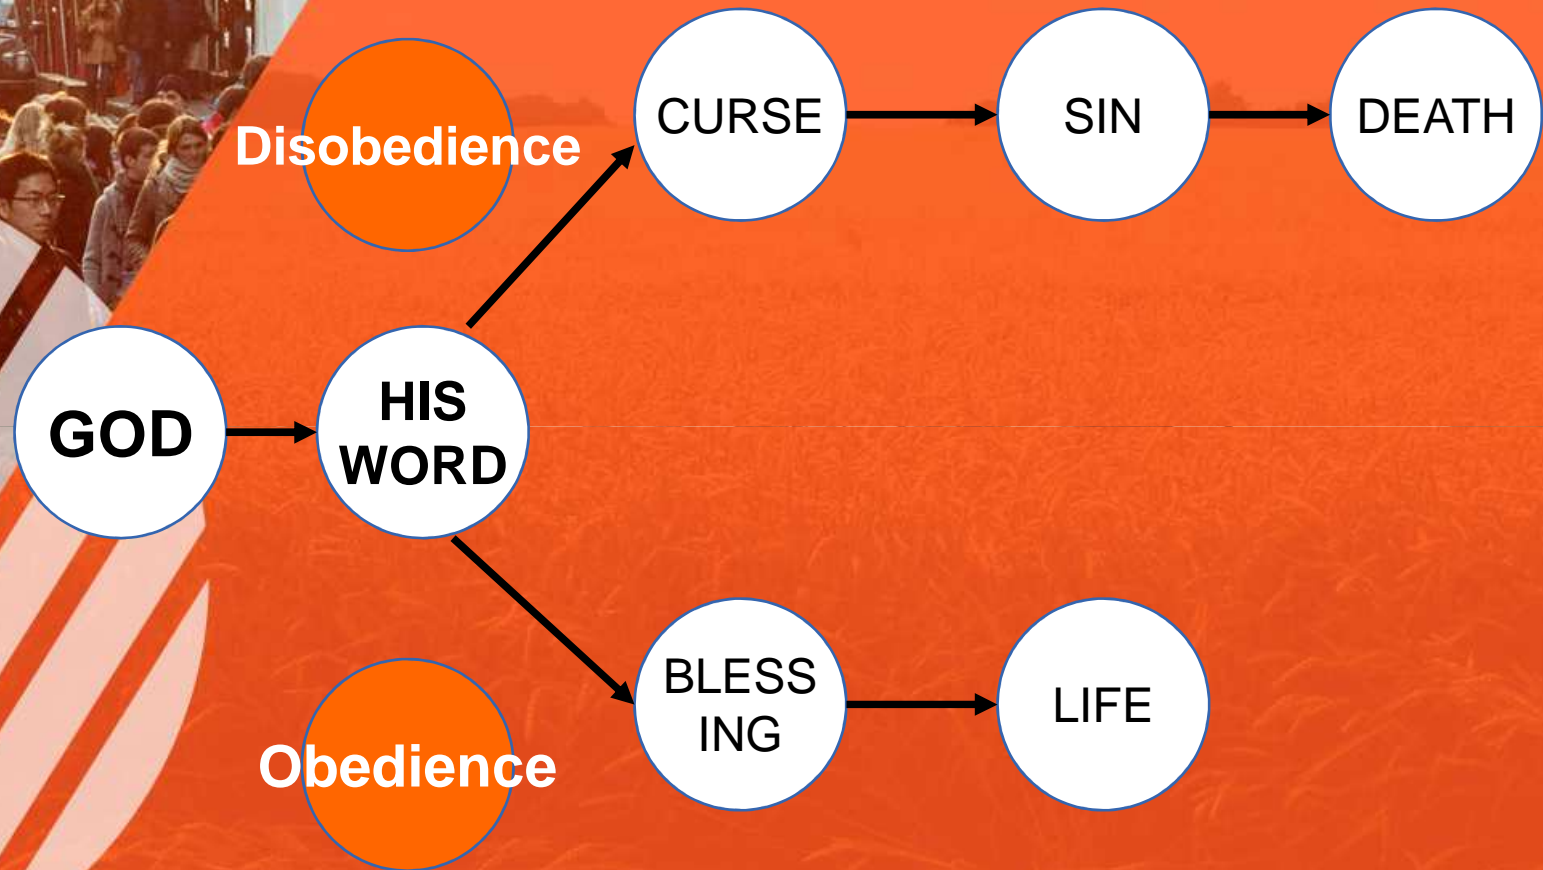 Disobedience
CURSE
SIN
DEATH
GOD
HIS
WORD
BLESS
ING
LIFE
Obedience